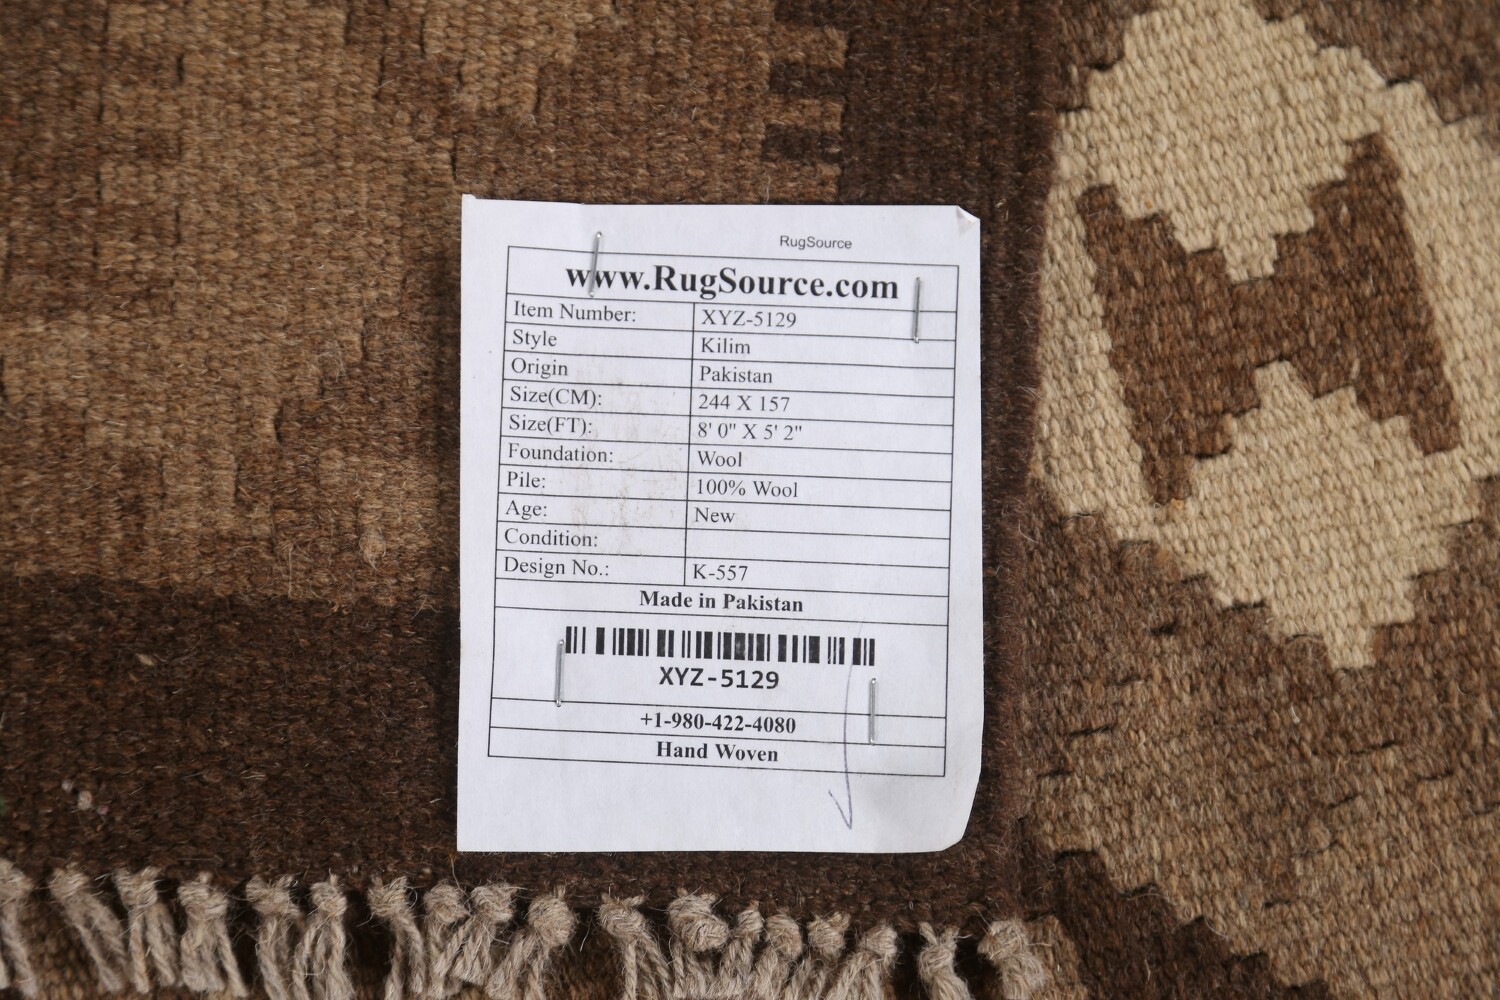 RugSource
www.RugSource.com
Item Number: XYZ-5129
Style Kilim
Origin Pakistan
Size(CM): 244 X 157
Size(FT): 8' 0" X 5' 2"
Foundation: Wool
Pile: 100% Wool
Age: New
Condition:
Design No.: K-557
Made in Pakistan
XYZ-5129
+1-980-422-4080
Hand Woven